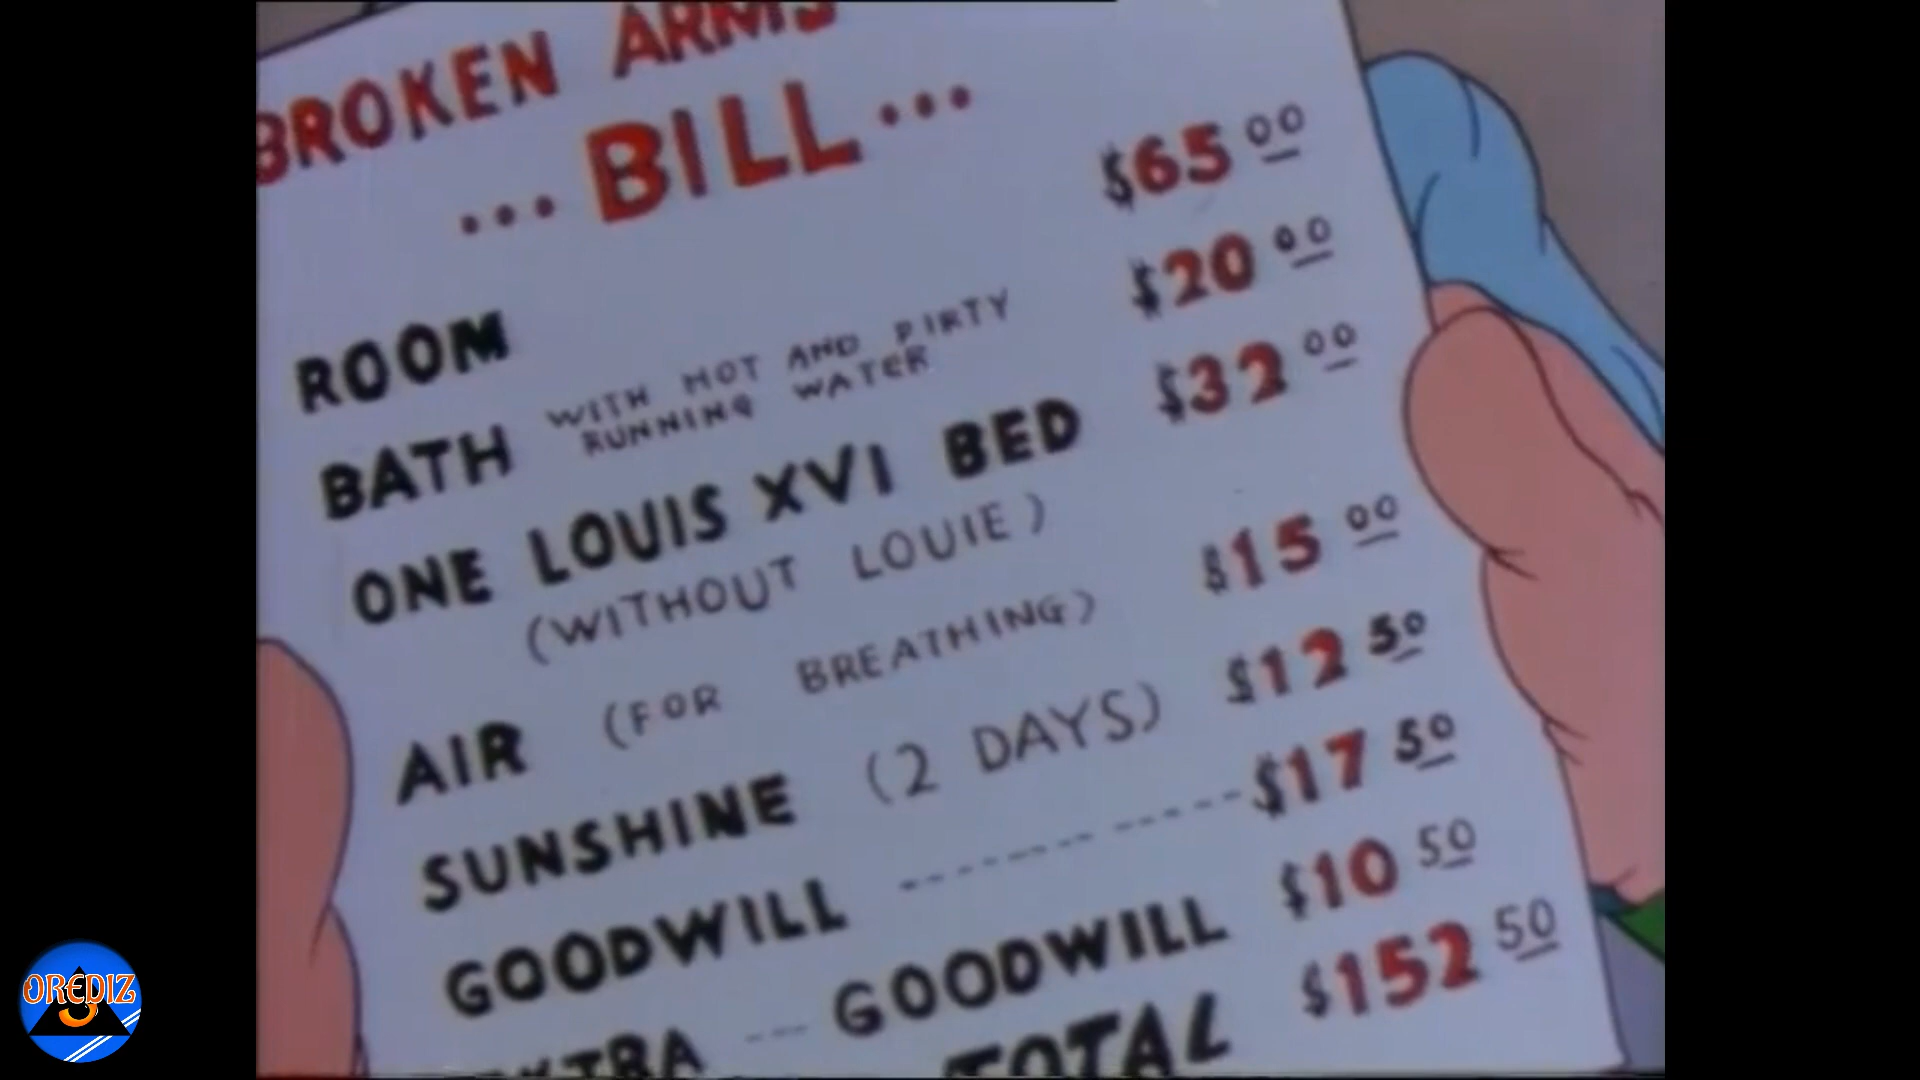 BROKEN ARMS
... BILL ...
ROOM $65 00
BATH WITH HOT AND DIRTY $20 00
RUNNING WATER
ONE LOUIS XVI BED $32 00
(WITHOUT LOUIE)
AIR (FOR BREATHING) $15 00
SUNSHINE (2 DAYS) $12 50
GOODWILL ---------- $17 50
EXTRA --- GOODWILL $10 50
TOTAL $152 50
OREDIZ
3